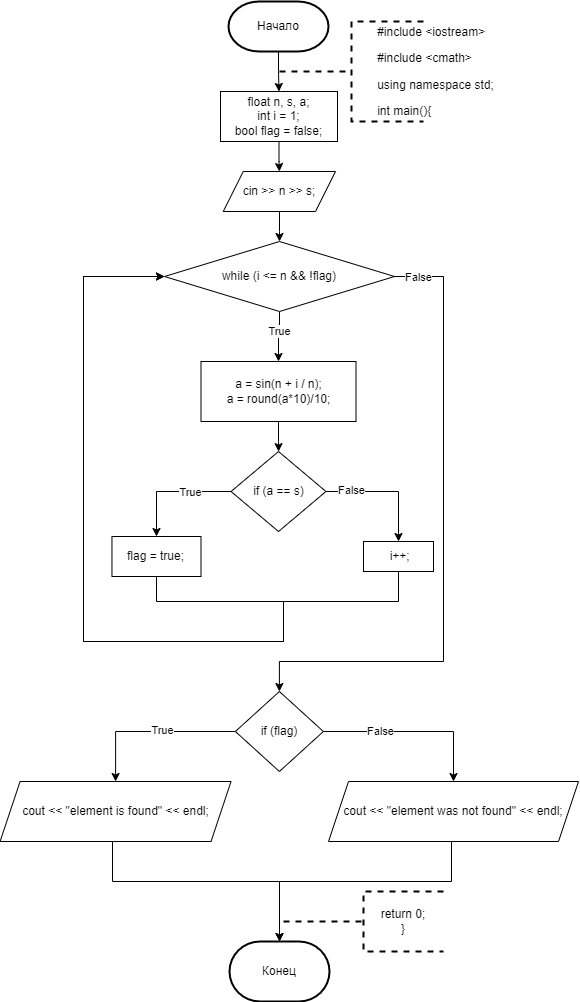 Начало
#include <iostream>
#include <cmath>
using namespace std;
int main(){
float n, s, a;
int i = 1;
bool flag = false;
cin >> n >> s;
while (i <= n && !flag)
False
True
a = sin(n + i / n);
a = round(a*10)/10;
if (a == s)
True
False
flag = true;
i++;
if (flag)
True
False
cout << "element is found" << endl;
cout << "element was not found" << endl;
return 0;
}
Конец